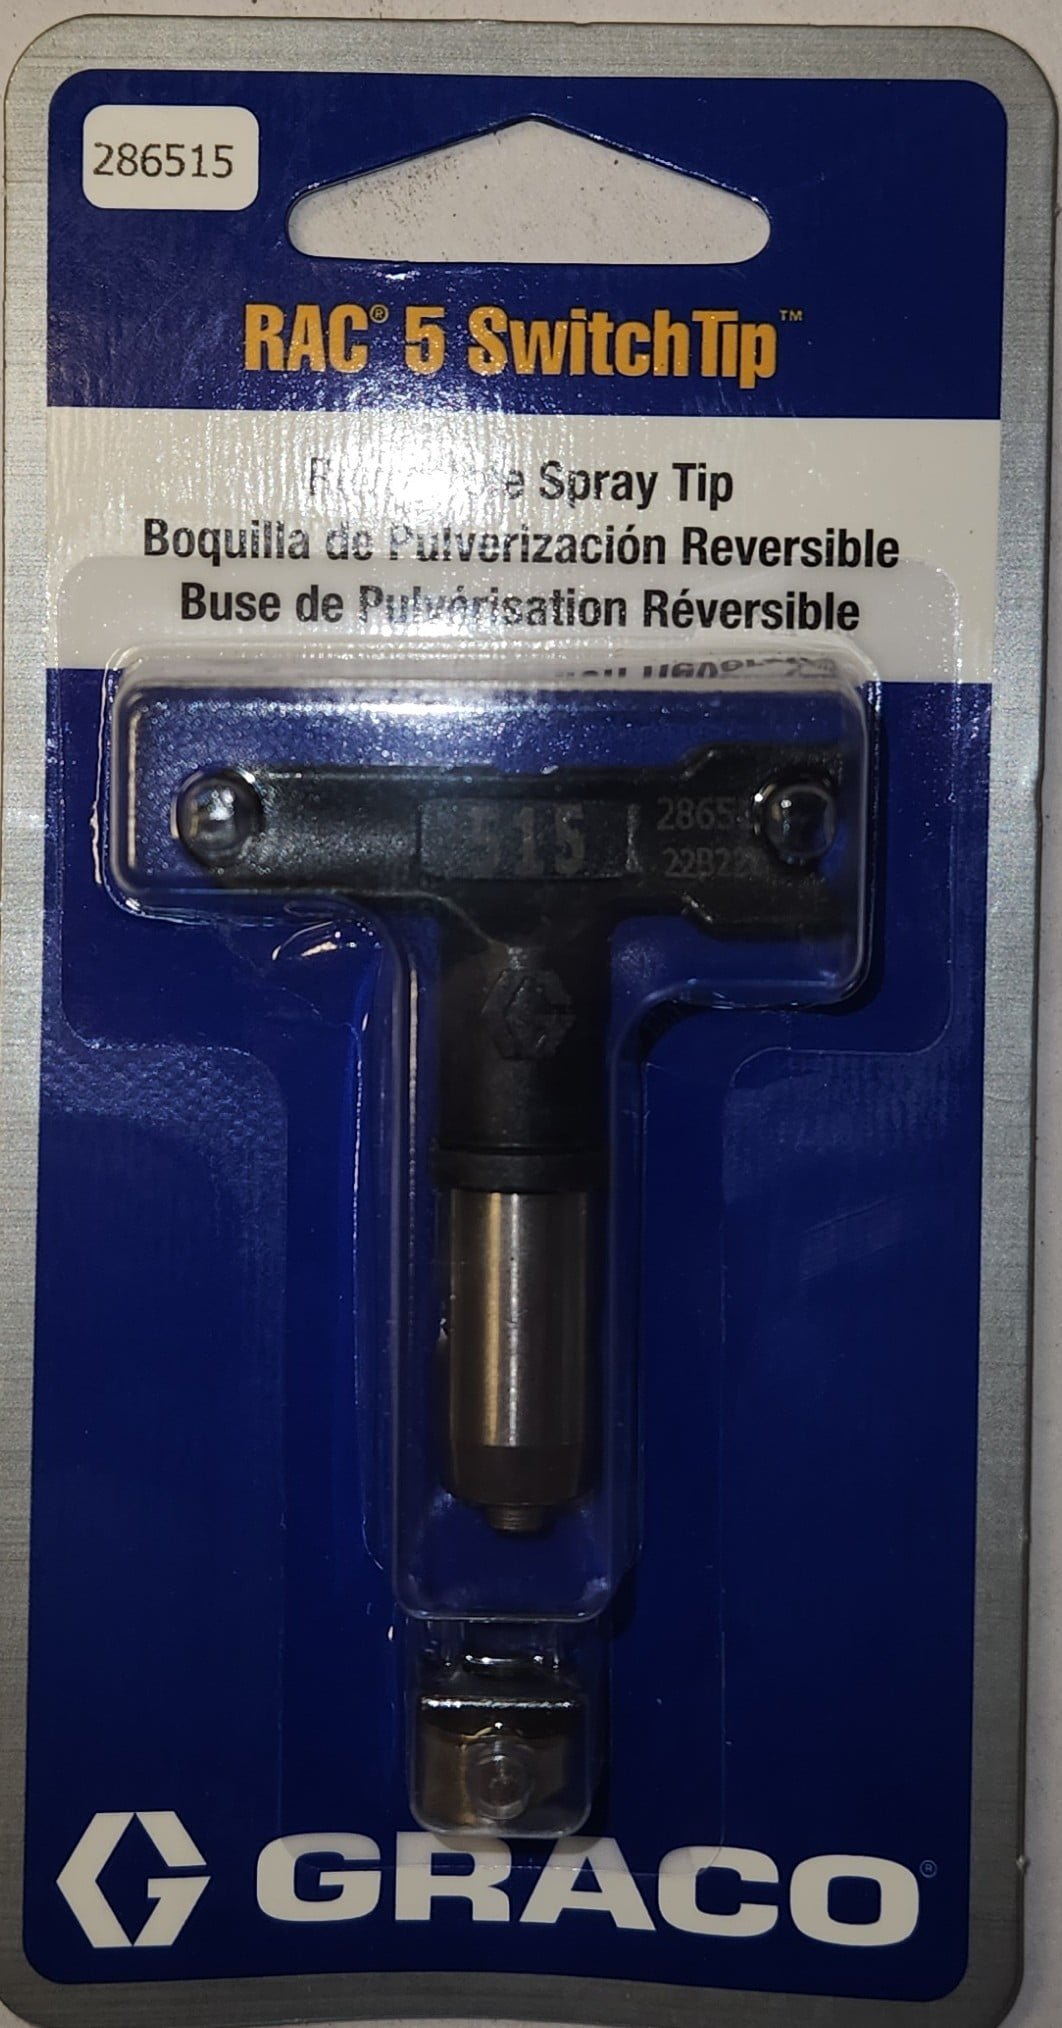 286515
RAC® 5 SwitchTip™
Spray Tip
Boquilla de Pulverización Reversible
Buse de Pulvérisation Réversible
515
GRACO®